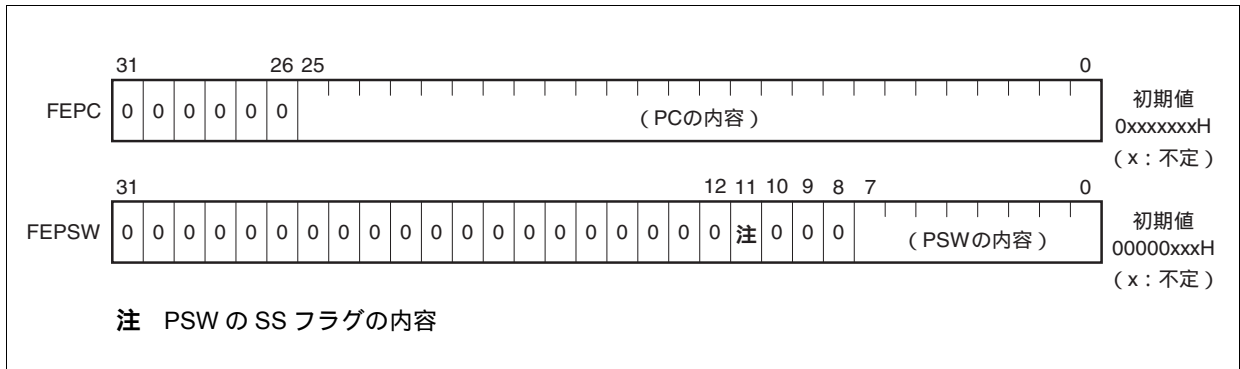 31 26 25 0
FEPC 0 0 0 0 0 0 (PCの内容) 初期値
0xxxxxxxH
(x:不定)
31 12 11 10 9 8 7 0
FEPSW 0 0 0 0 0 0 0 0 0 0 0 0 0 0 0 0 0 0 0 0 注 0 0 0 (PSWの内容) 初期値
00000xxxH
(x:不定)
注 PSW の SS フラグの内容